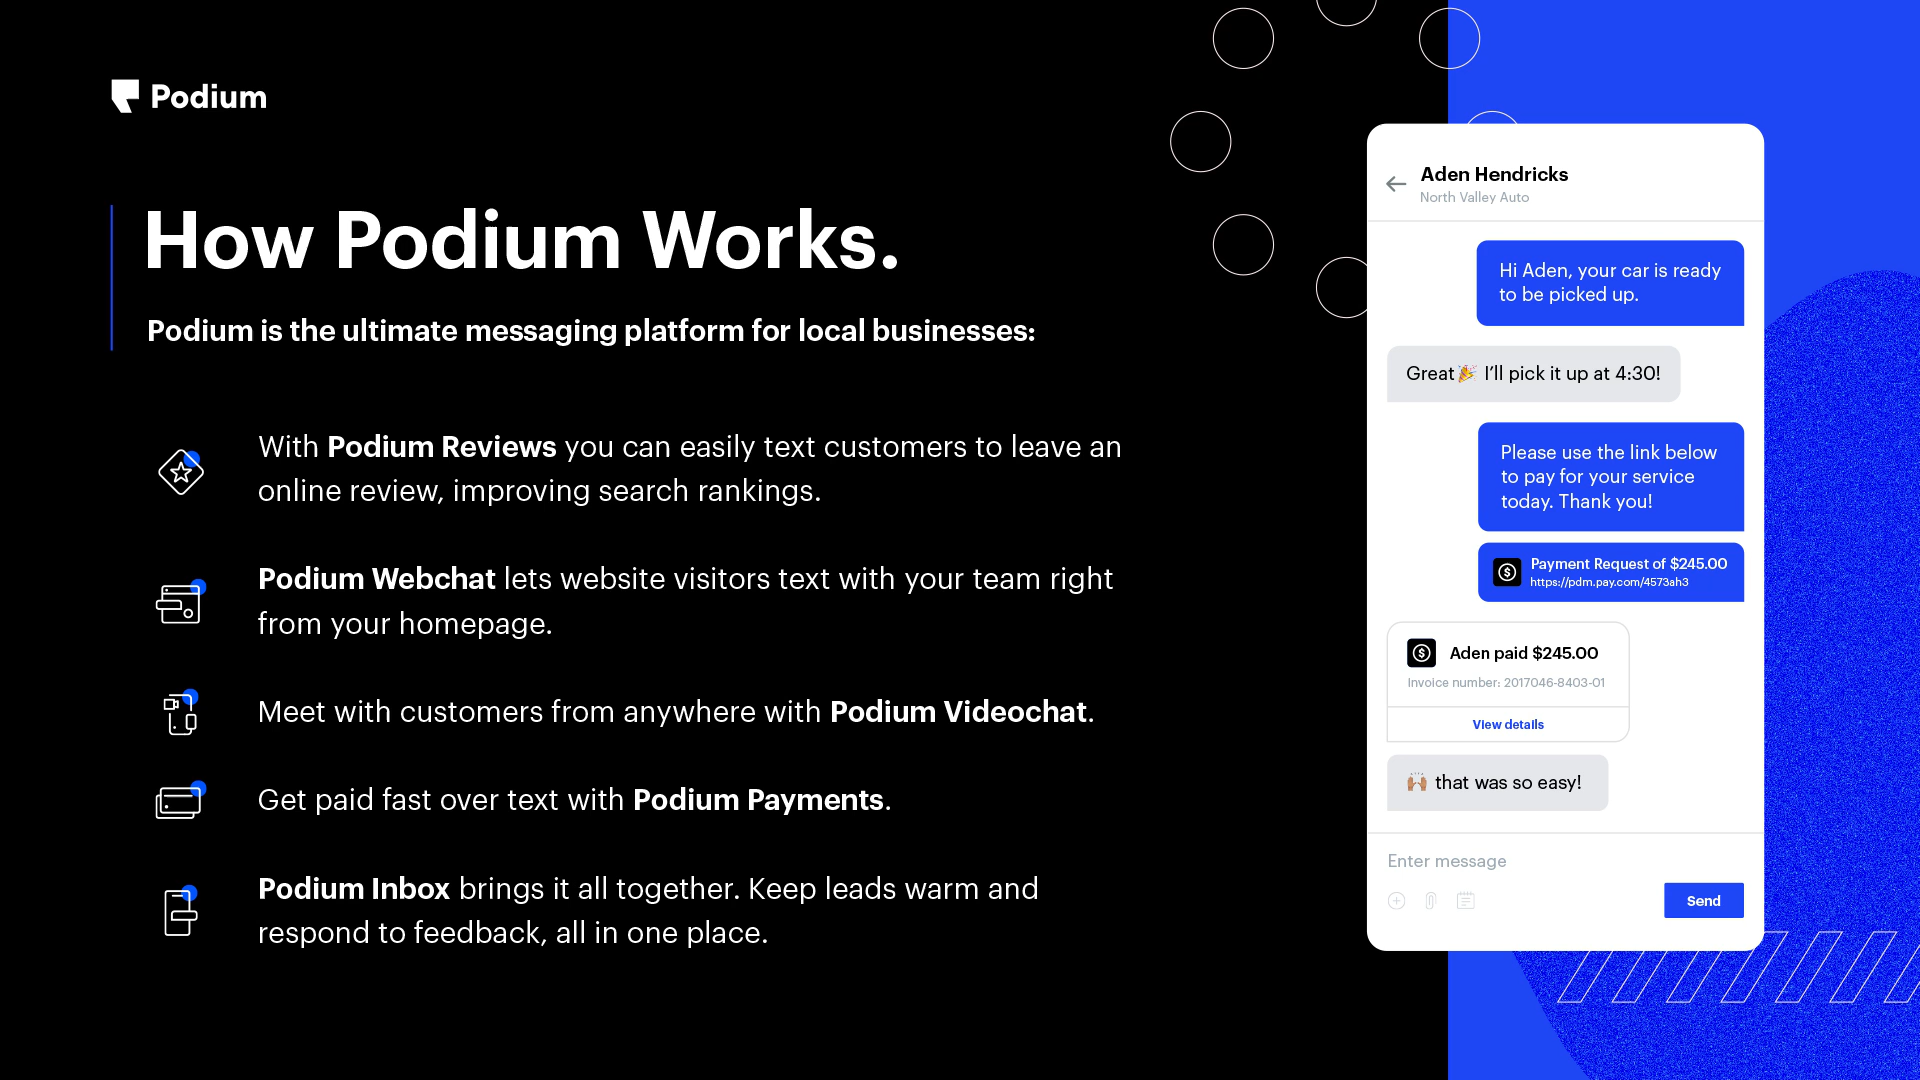 Podium
How Podium Works.
Podium is the ultimate messaging platform for local businesses:
With Podium Reviews you can easily text customers to leave an
online review, improving search rankings.
Podium Webchat lets website visitors text with your team right
from your homepage.
Meet with customers from anywhere with Podium Videochat.
Get paid fast over text with Podium Payments.
Podium Inbox brings it all together. Keep leads warm and
respond to feedback, all in one place.
Aden Hendricks
North Valley Auto
Hi Aden, your car is ready
to be picked up.
Great🎉 I’ll pick it up at 4:30!
Please use the link below
to pay for your service
today. Thank you!
Payment Request of $245.00
https://pdm.pay.com/4573ah3
Aden paid $245.00
Invoice number: 2017046-8403-01
View details
🙌🏽 that was so easy!
Enter message
Send